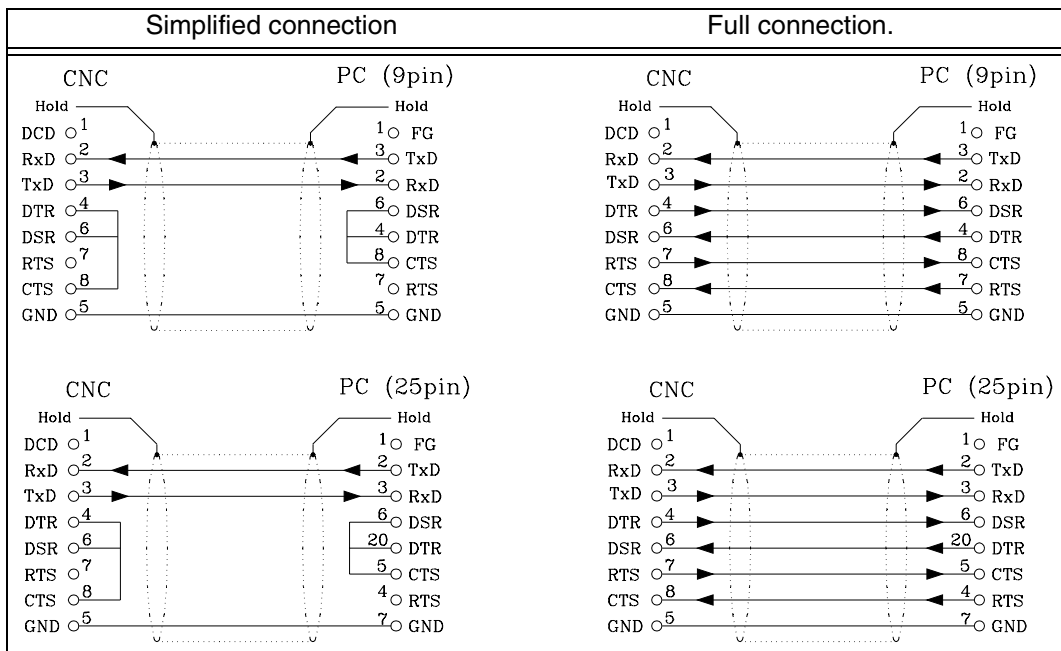 Simplified connection
Full connection.
CNC PC (9pin)
Hold Hold
DCD 1 1 FG
RxD 2 3 TxD
TxD 3 2 RxD
DTR 4 6 DSR
DSR 6 4 DTR
RTS 7 8 CTS
CTS 8 7 RTS
GND 5 5 GND
CNC PC (9pin)
Hold Hold
DCD 1 1 FG
RxD 2 3 TxD
TxD 3 2 RxD
DTR 4 6 DSR
DSR 6 4 DTR
RTS 7 8 CTS
CTS 8 7 RTS
GND 5 5 GND
CNC PC (25pin)
Hold Hold
DCD 1 1 FG
RxD 2 2 TxD
TxD 3 3 RxD
DTR 4 6 DSR
DSR 6 20 DTR
RTS 7 5 CTS
CTS 8 4 RTS
GND 5 7 GND
CNC PC (25pin)
Hold Hold
DCD 1 1 FG
RxD 2 2 TxD
TxD 3 3 RxD
DTR 4 6 DSR
DSR 6 20 DTR
RTS 7 5 CTS
CTS 8 4 RTS
GND 5 7 GND